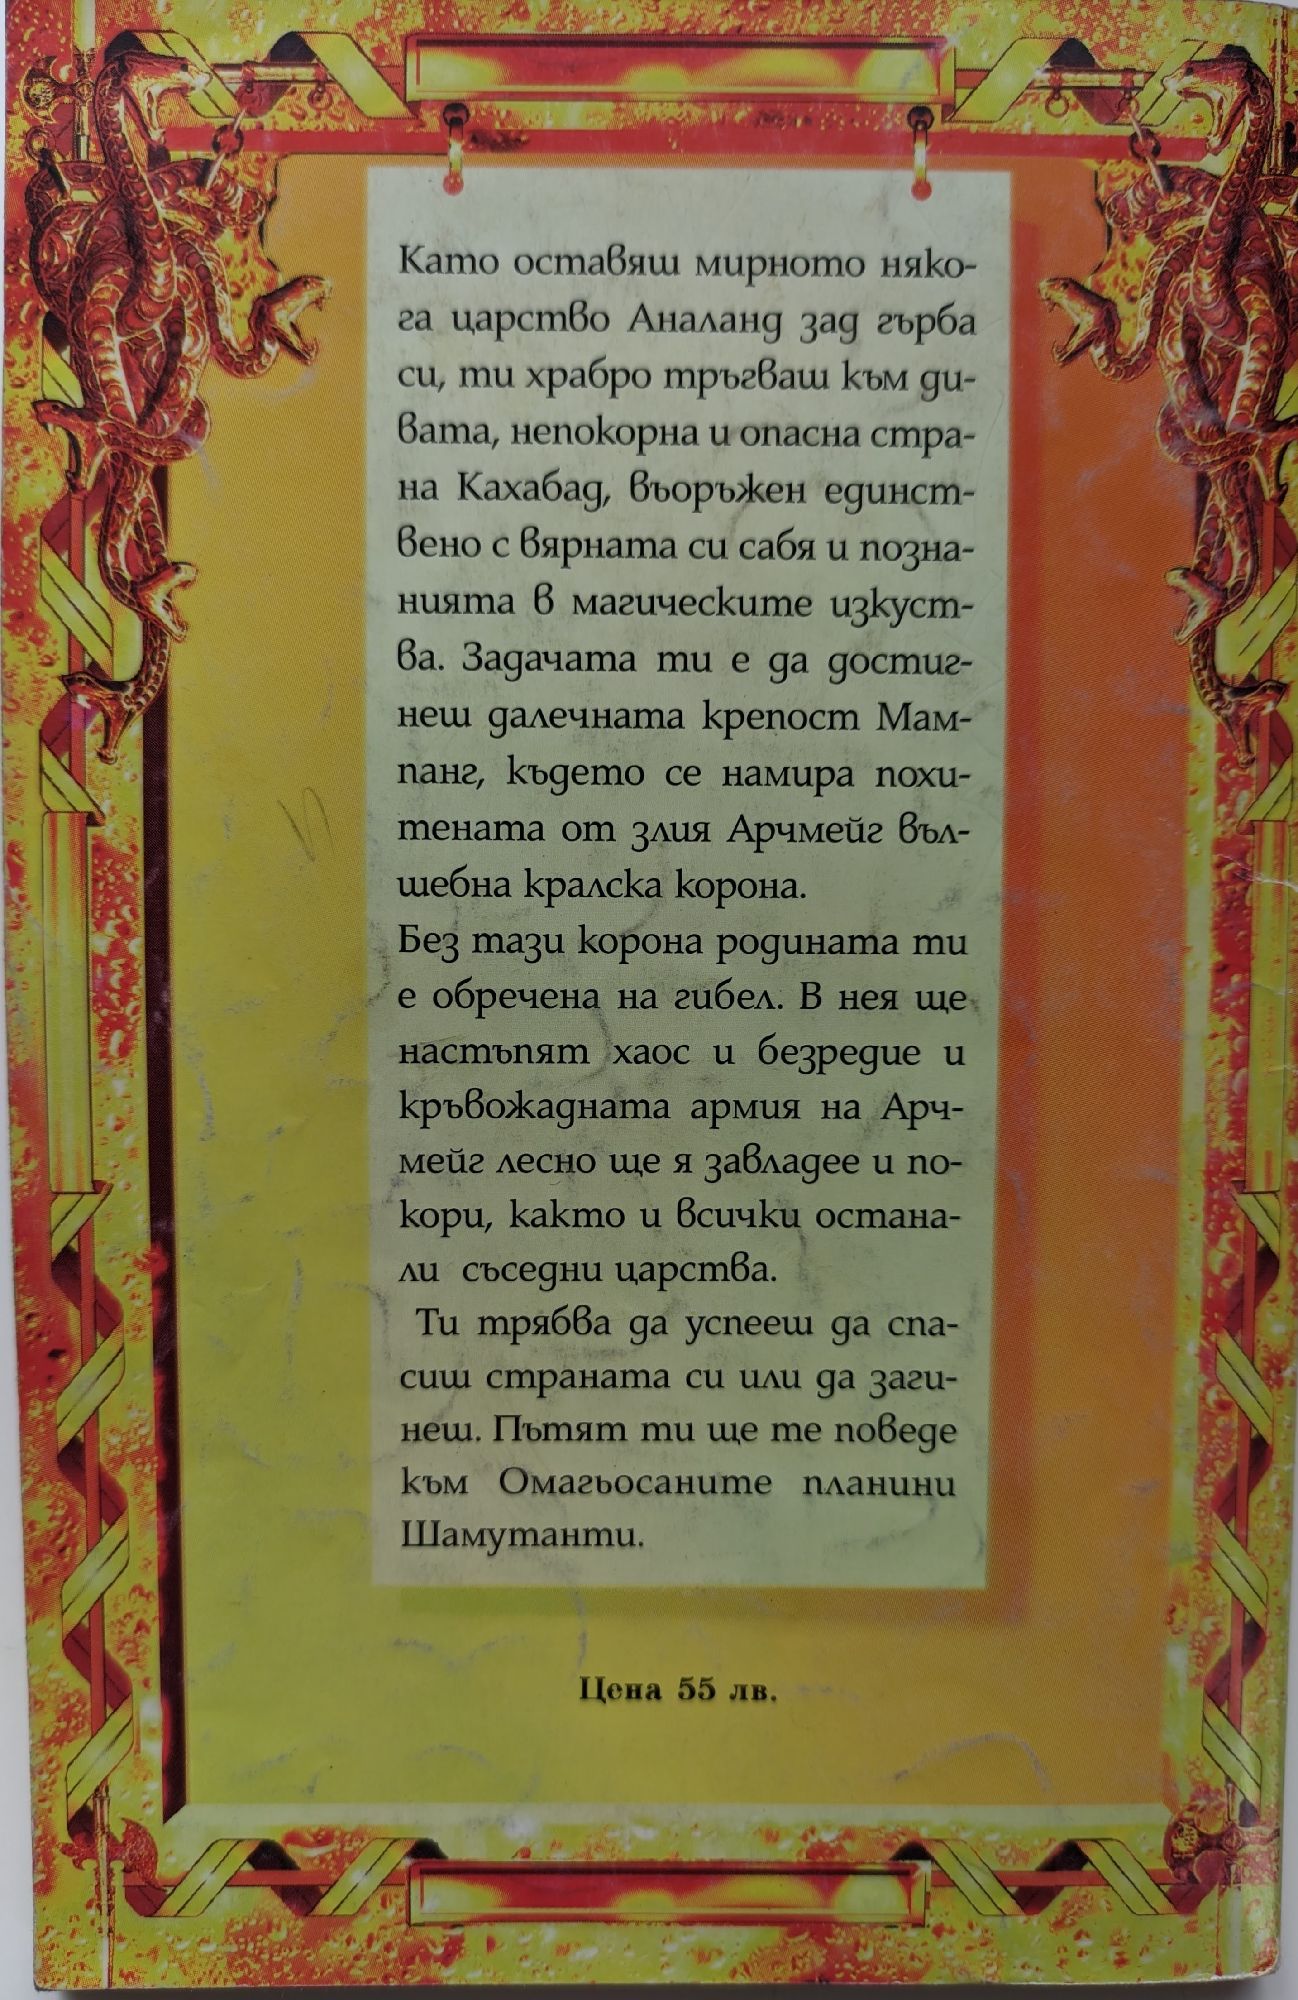 Като оставяш мирното няко-
га царство Аналанд зад гърба
си, ти храбро тръгваш към ди-
вата, непокорна и опасна стра-
на Кахабад, въоръжен единст-
вено с вярната си сабя и позна-
нията в магическите изкуст-
ва. Задачата ти е да достиг-
неш далечната крепост Мам-
панг, където се намира похи-
тената от злия Арчмейг въл-
шебна кралска корона.
Без тази корона родината ти
е обречена на гибел. В нея ще
настъпят хаос и безредие и
кръвожадната армия на Арч-
мейг лесно ще я завладее и по-
кори, както и всички остана-
ли съседни царства.
Ти трябва да успееш да спа-
сиш страната си или да заги-
неш. Пътят ти ще те поведе
към Омагьосаните планини
Шамутанти.
Цена 55 лв.